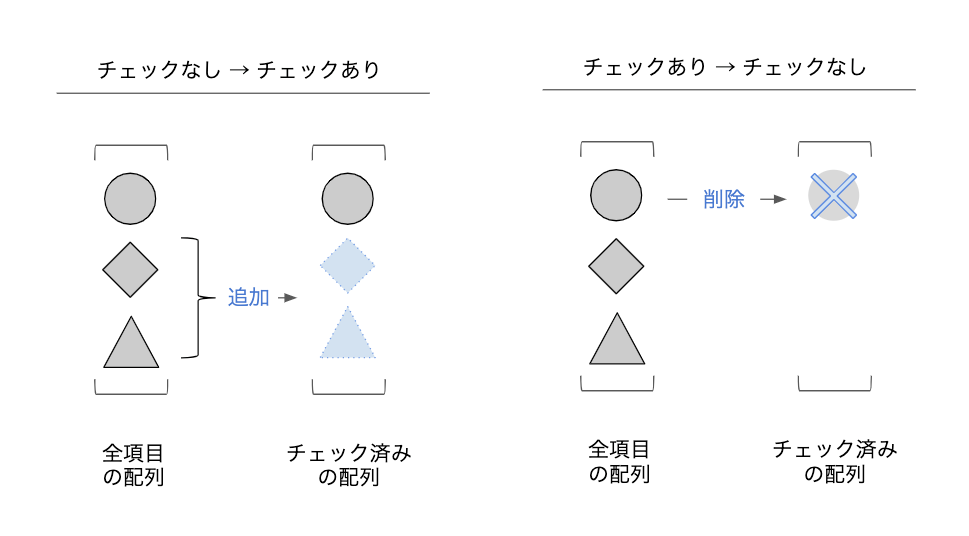 チェックなし → チェックあり
追加
全項目
の配列
チェック済み
の配列
チェックあり → チェックなし
削除
全項目
の配列
チェック済み
の配列